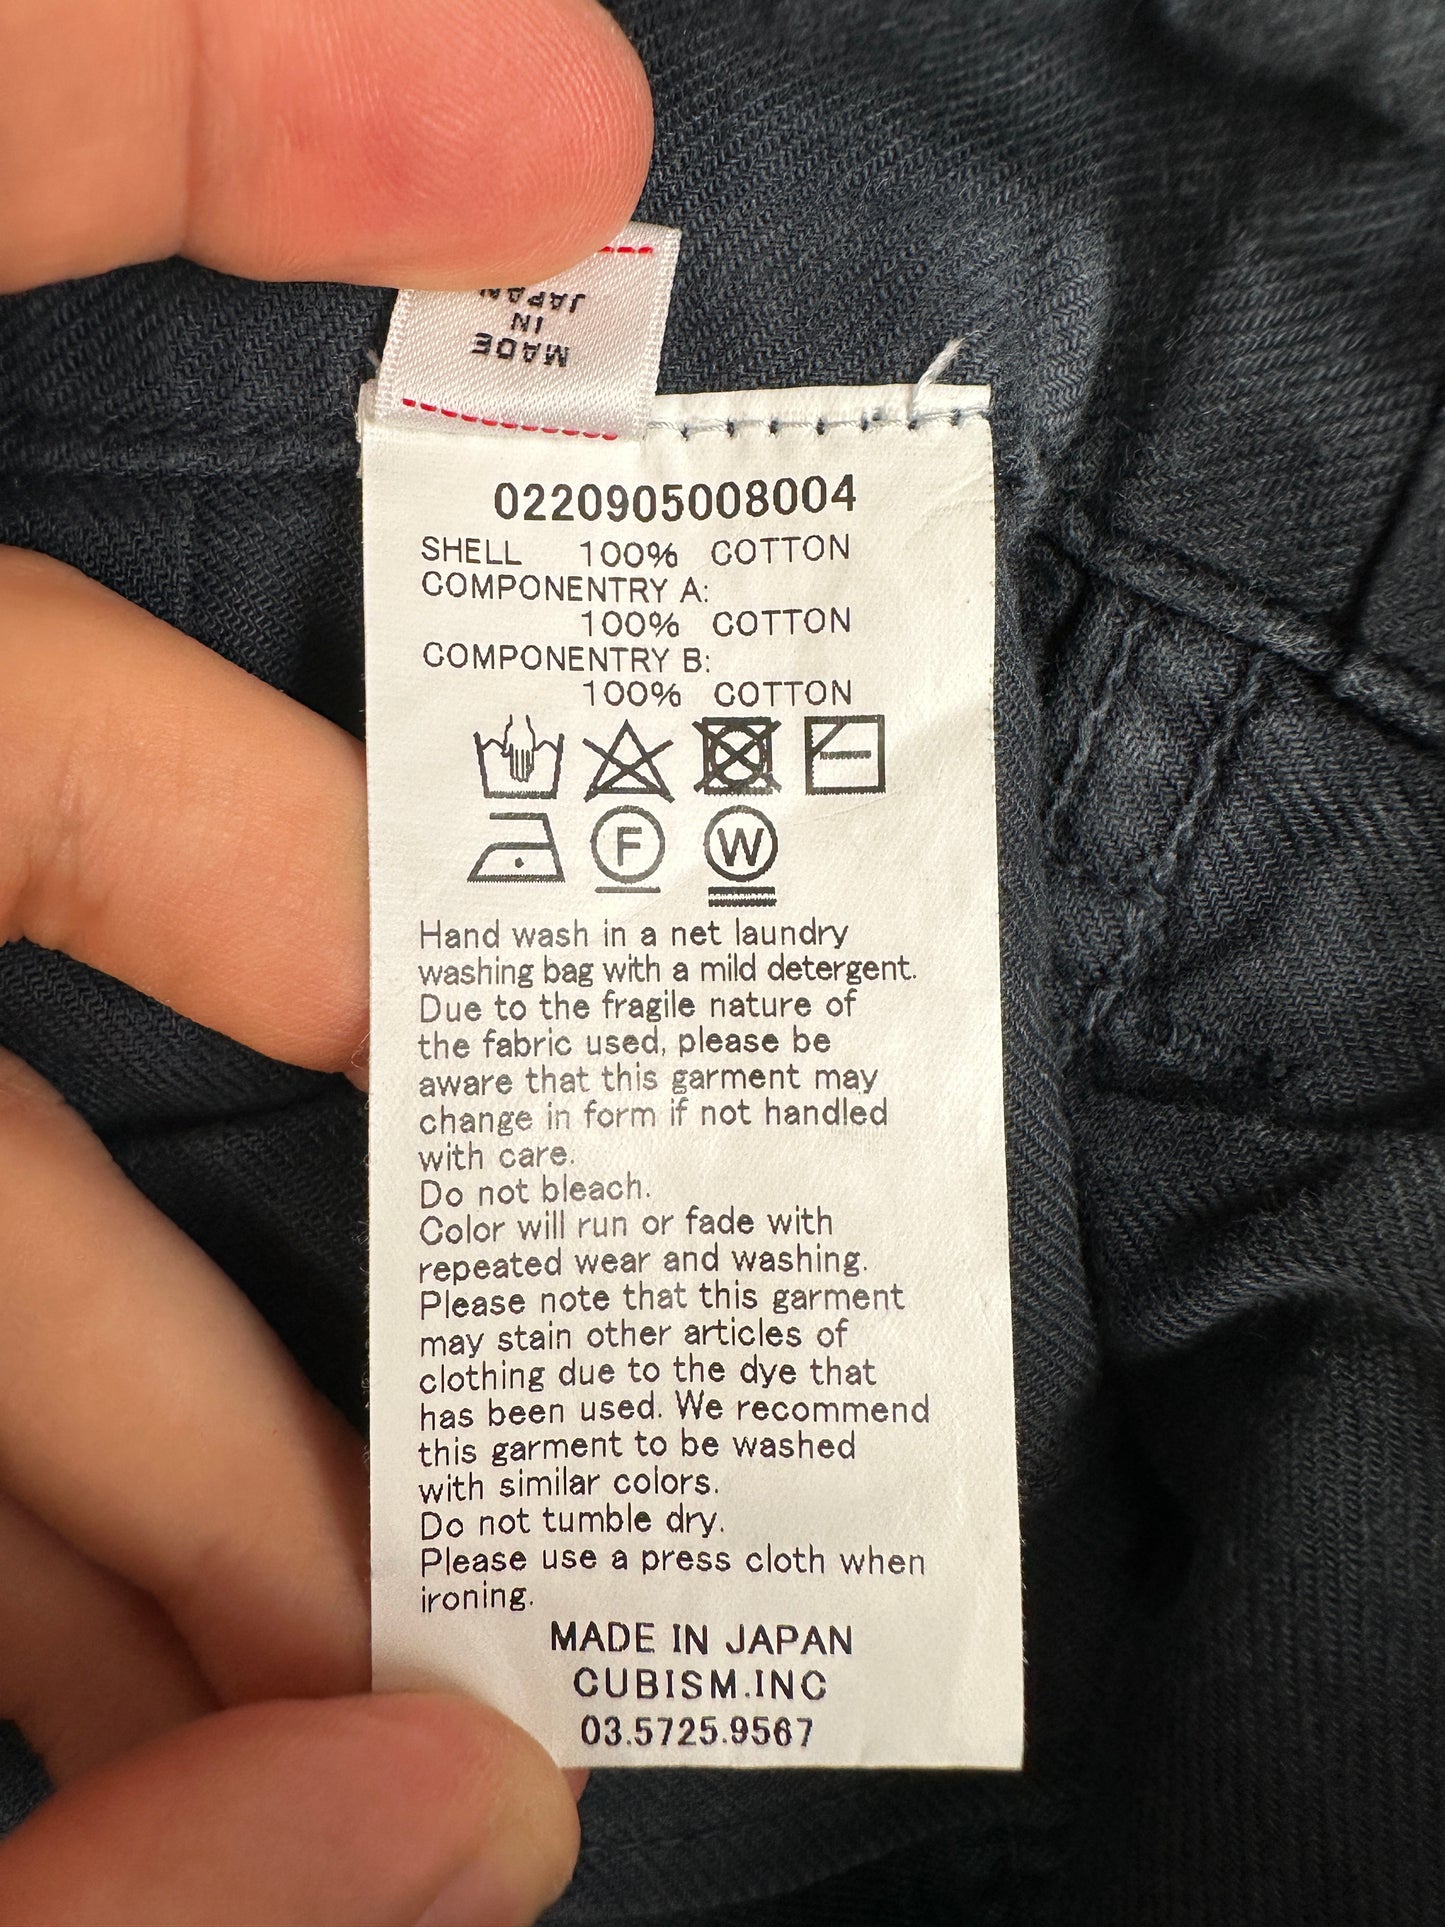 MADE
IN
JAPAN
0220905008004
SHELL 100% COTTON
COMPONENTRY A:
100% COTTON
COMPONENTRY B:
100% COTTON
F W
Hand wash in a net laundry
washing bag with a mild detergent.
Due to the fragile nature of
the fabric used, please be
aware that this garment may
change in form if not handled
with care.
Do not bleach.
Color will run or fade with
repeated wear and washing.
Please note that this garment
may stain other articles of
clothing due to the dye that
has been used. We recommend
this garment to be washed
with similar colors.
Do not tumble dry.
Please use a press cloth when
ironing.
MADE IN JAPAN
CUBISM.INC
03.5725.9567